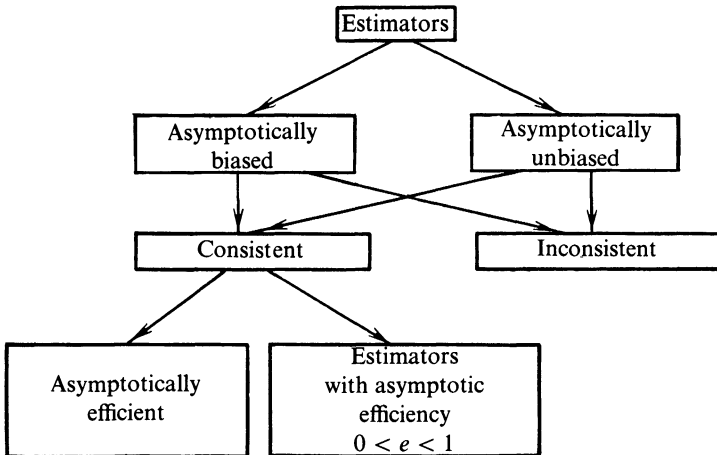 Estimators
Asymptotically
biased
Asymptotically
unbiased
Consistent
Inconsistent
Asymptotically
efficient
Estimators
with asymptotic
efficiency
0 < e < 1